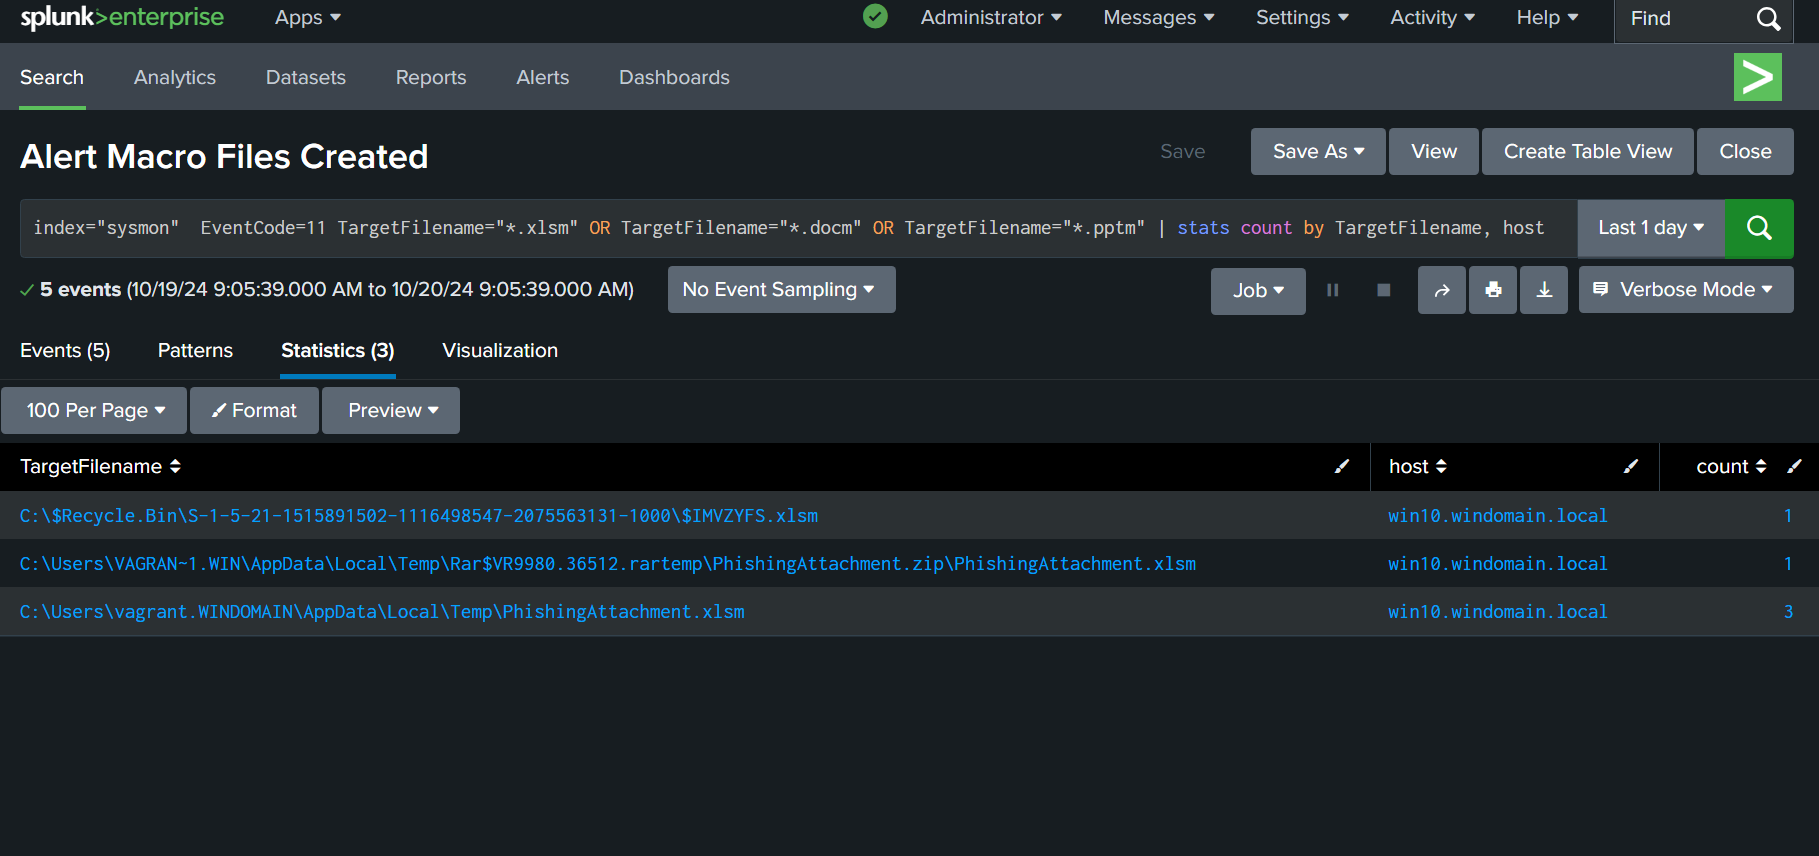 splunk>enterprise Apps Administrator Messages Settings Activity Help Find
Search Analytics Datasets Reports Alerts Dashboards
Alert Macro Files Created
Save Save As View Create Table View Close
index="sysmon"  EventCode=11 TargetFilename="*.xlsm" OR TargetFilename="*.docm" OR TargetFilename="*.pptm" | stats count by TargetFilename, host Last 1 day
5 events (10/19/24 9:05:39.000 AM to 10/20/24 9:05:39.000 AM) No Event Sampling Job Verbose Mode
Events (5) Patterns Statistics (3) Visualization
100 Per Page Format Preview
TargetFilename host count
C:\$Recycle.Bin\S-1-5-21-1515891502-1116498547-2075563131-1000\$IMVZYFS.xlsm win10.windomain.local 1
C:\Users\VAGRAN~1.WIN\AppData\Local\Temp\Rar$VR9980.36512.rartemp\PhishingAttachment.zip\PhishingAttachment.xlsm win10.windomain.local 1
C:\Users\vagrant.WINDOMAIN\AppData\Local\Temp\PhishingAttachment.xlsm win10.windomain.local 3